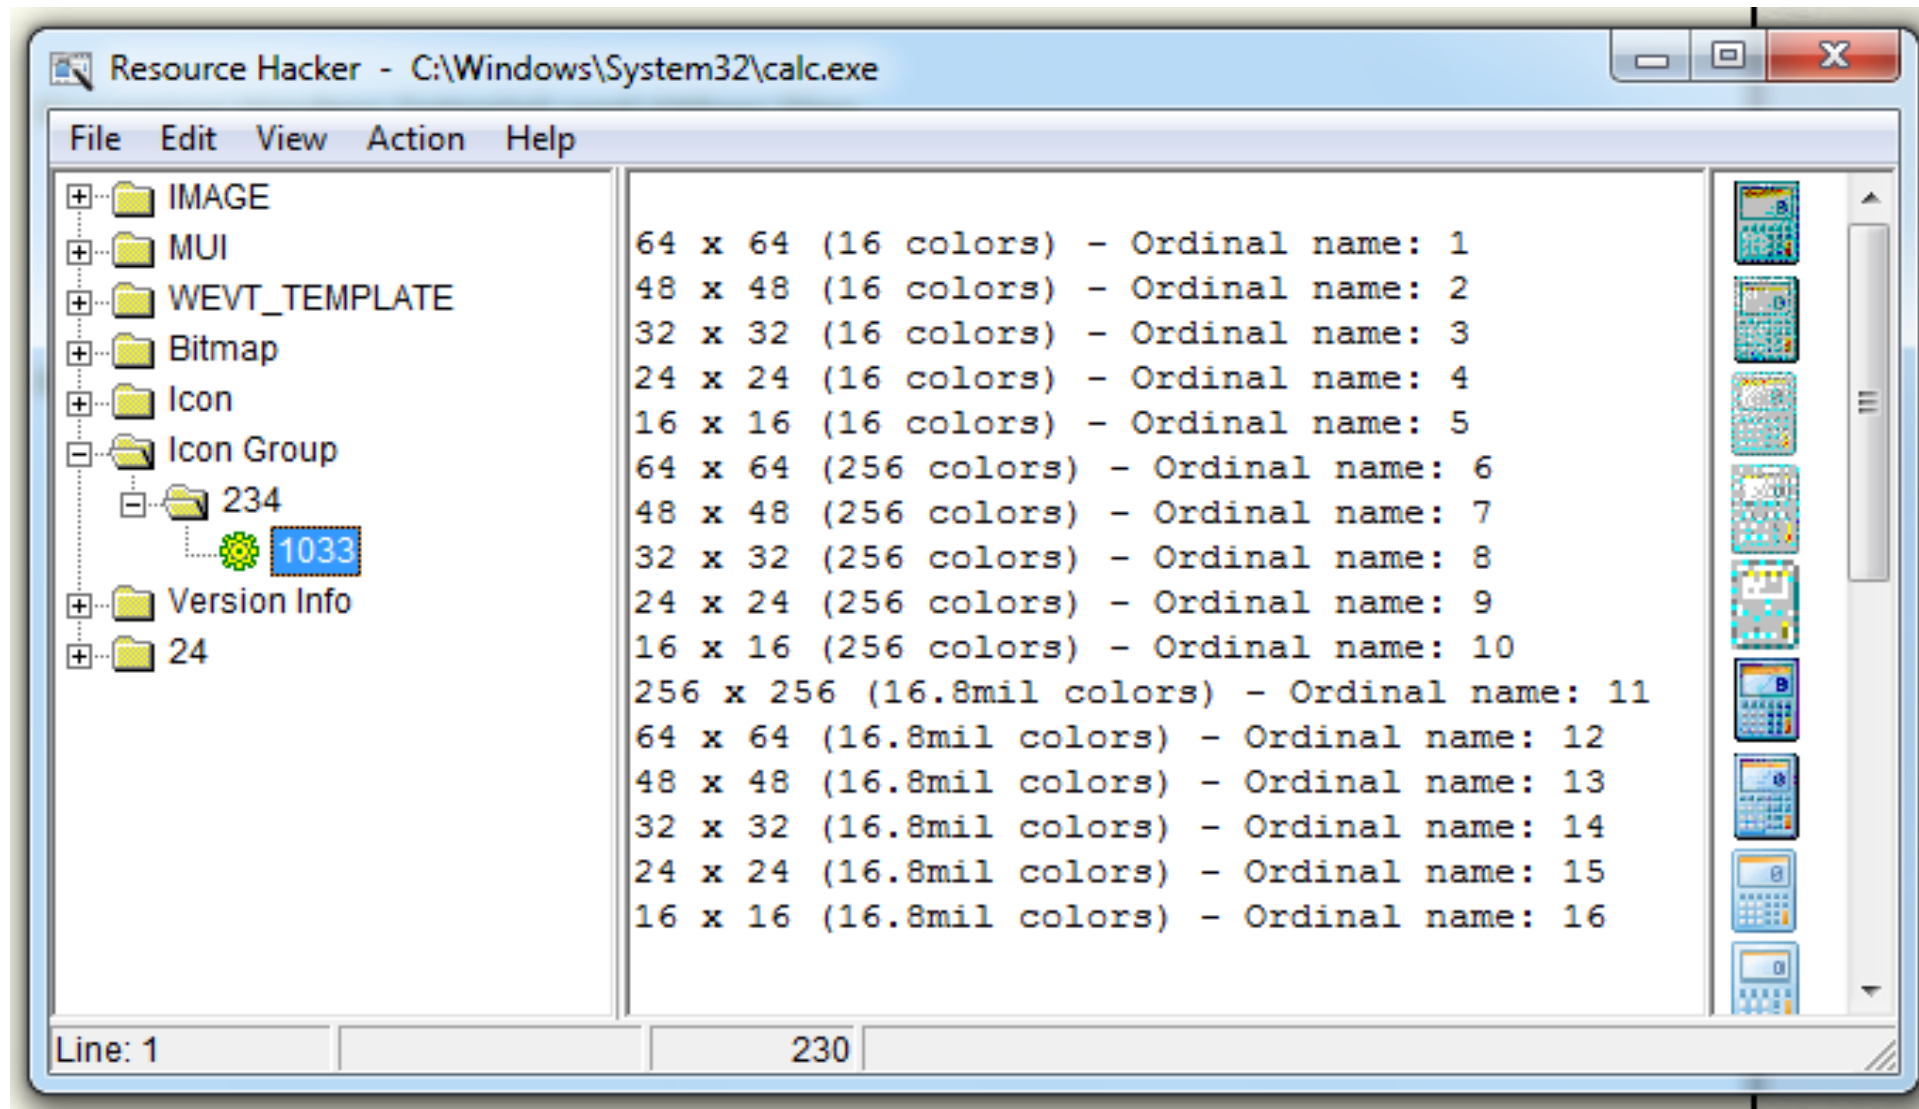 Resource Hacker - C:\Windows\System32\calc.exe
File Edit View Action Help
IMAGE
MUI
WEVT_TEMPLATE
Bitmap
Icon
Icon Group
234
1033
Version Info
24
64 x 64 (16 colors) - Ordinal name: 1
48 x 48 (16 colors) - Ordinal name: 2
32 x 32 (16 colors) - Ordinal name: 3
24 x 24 (16 colors) - Ordinal name: 4
16 x 16 (16 colors) - Ordinal name: 5
64 x 64 (256 colors) - Ordinal name: 6
48 x 48 (256 colors) - Ordinal name: 7
32 x 32 (256 colors) - Ordinal name: 8
24 x 24 (256 colors) - Ordinal name: 9
16 x 16 (256 colors) - Ordinal name: 10
256 x 256 (16.8mil colors) - Ordinal name: 11
64 x 64 (16.8mil colors) - Ordinal name: 12
48 x 48 (16.8mil colors) - Ordinal name: 13
32 x 32 (16.8mil colors) - Ordinal name: 14
24 x 24 (16.8mil colors) - Ordinal name: 15
16 x 16 (16.8mil colors) - Ordinal name: 16
Line: 1
230